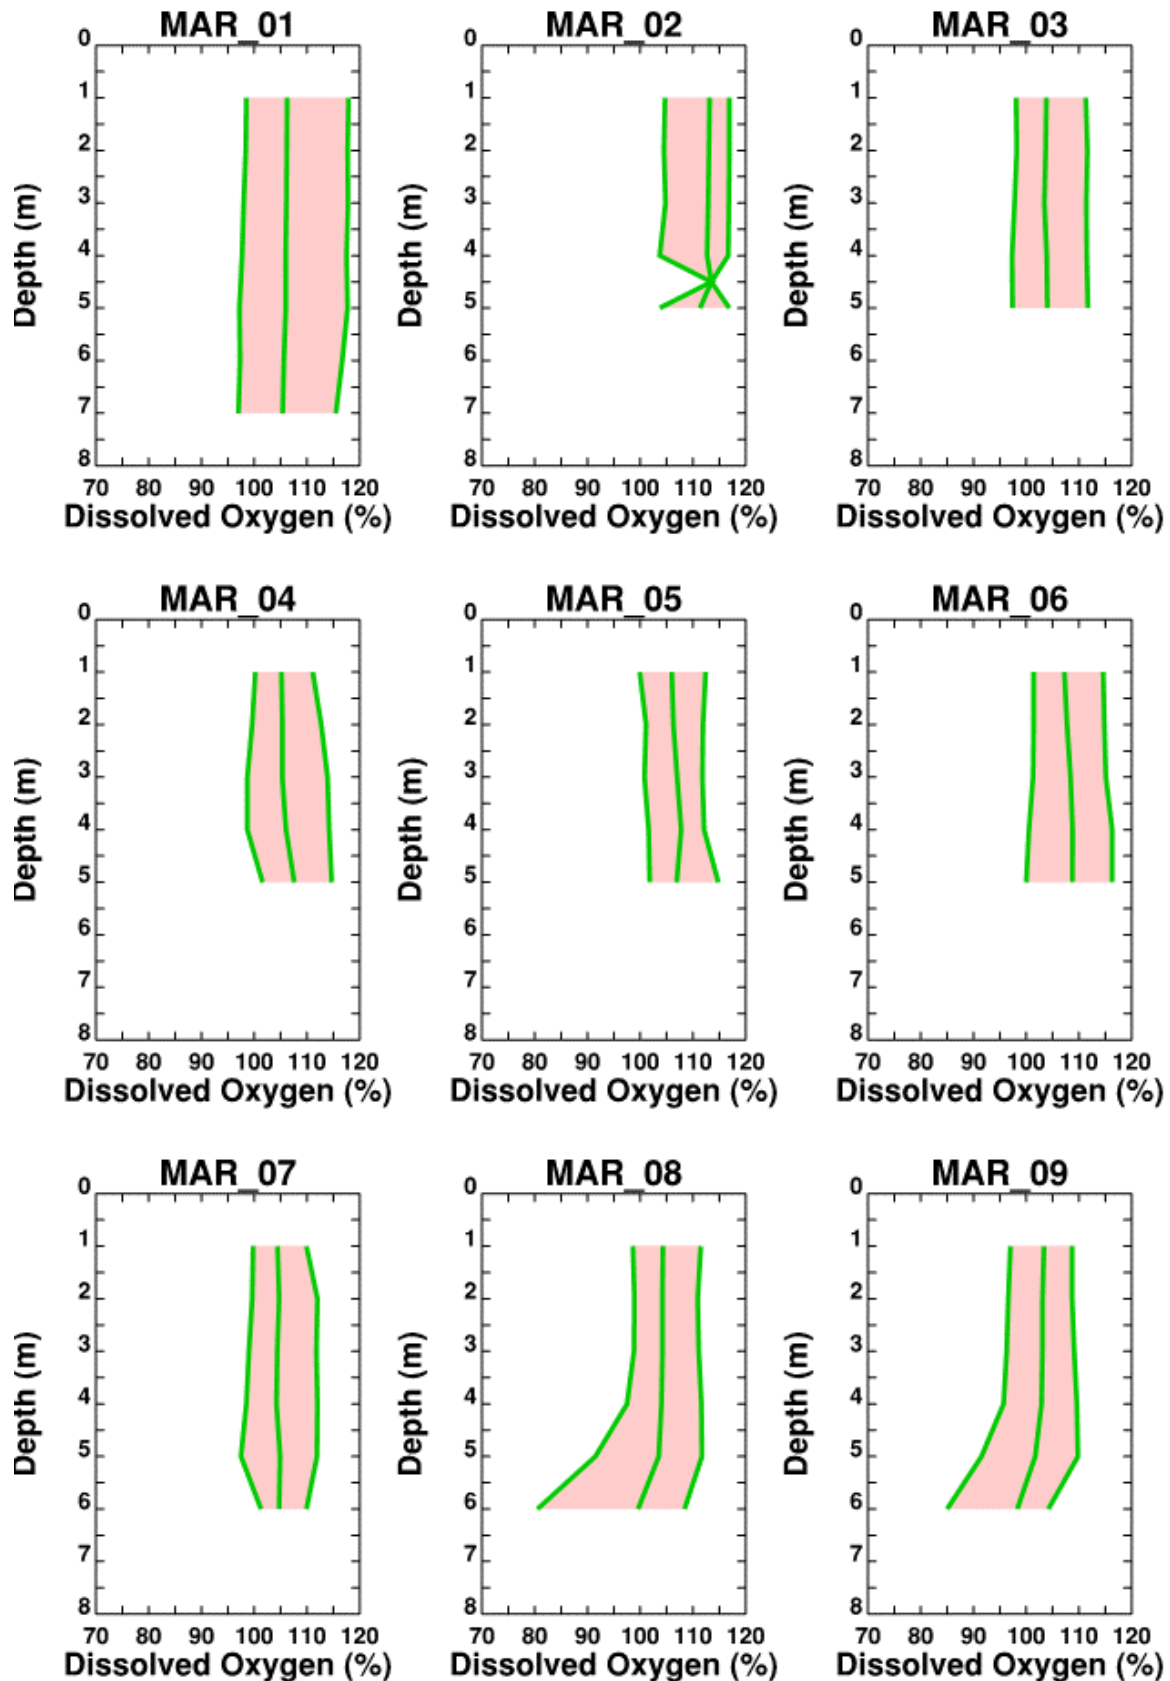 MAR_01 MAR_02 MAR_03
0 0 0
1 1 1
2 2 2
3 3 3
4 4 4
5 5 5
6 6 6
7 7 7
8 8 8
Depth (m) Depth (m) Depth (m)
70 80 90 100 110 120 70 80 90 100 110 120 70 80 90 100 110 120
Dissolved Oxygen (%) Dissolved Oxygen (%) Dissolved Oxygen (%)
MAR_04 MAR_05 MAR_06
0 0 0
1 1 1
2 2 2
3 3 3
4 4 4
5 5 5
6 6 6
7 7 7
8 8 8
Depth (m) Depth (m) Depth (m)
70 80 90 100 110 120 70 80 90 100 110 120 70 80 90 100 110 120
Dissolved Oxygen (%) Dissolved Oxygen (%) Dissolved Oxygen (%)
MAR_07 MAR_08 MAR_09
0 0 0
1 1 1
2 2 2
3 3 3
4 4 4
5 5 5
6 6 6
7 7 7
8 8 8
Depth (m) Depth (m) Depth (m)
70 80 90 100 110 120 70 80 90 100 110 120 70 80 90 100 110 120
Dissolved Oxygen (%) Dissolved Oxygen (%) Dissolved Oxygen (%)